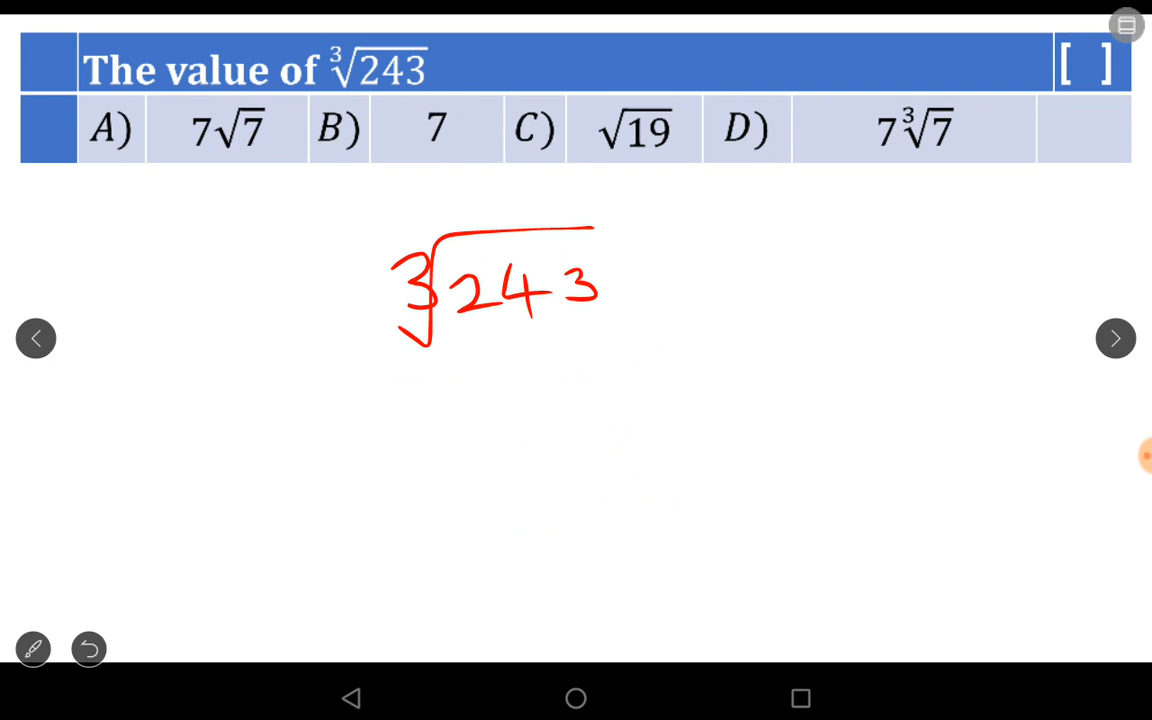 The value of ∛243 [ ]
A) 7√7 B) 7 C) √19 D) 7∛7
∛243